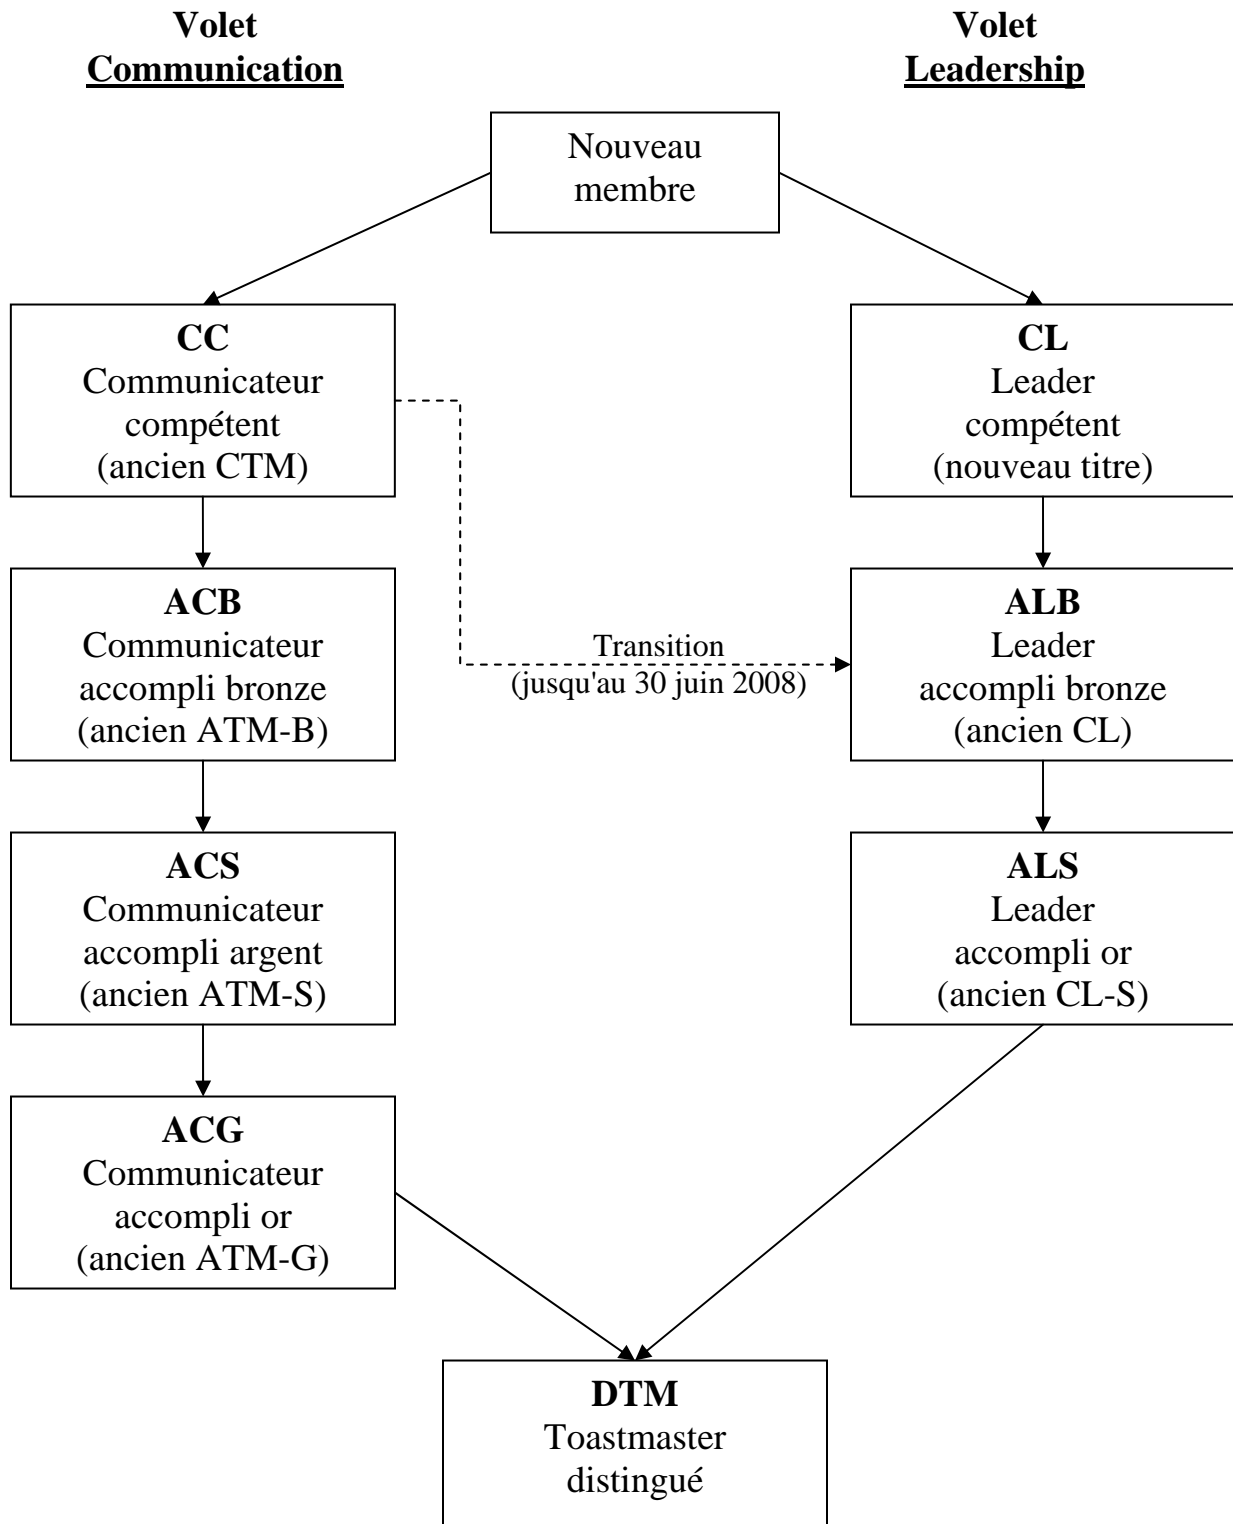 Volet
Communication
Volet
Leadership
Nouveau
membre
CC
Communicateur
compétent
(ancien CTM)
CL
Leader
compétent
(nouveau titre)
ACB
Communicateur
accompli bronze
(ancien ATM-B)
Transition
(jusqu'au 30 juin 2008)
ALB
Leader
accompli bronze
(ancien CL)
ACS
Communicateur
accompli argent
(ancien ATM-S)
ALS
Leader
accompli or
(ancien CL-S)
ACG
Communicateur
accompli or
(ancien ATM-G)
DTM
Toastmaster
distingué